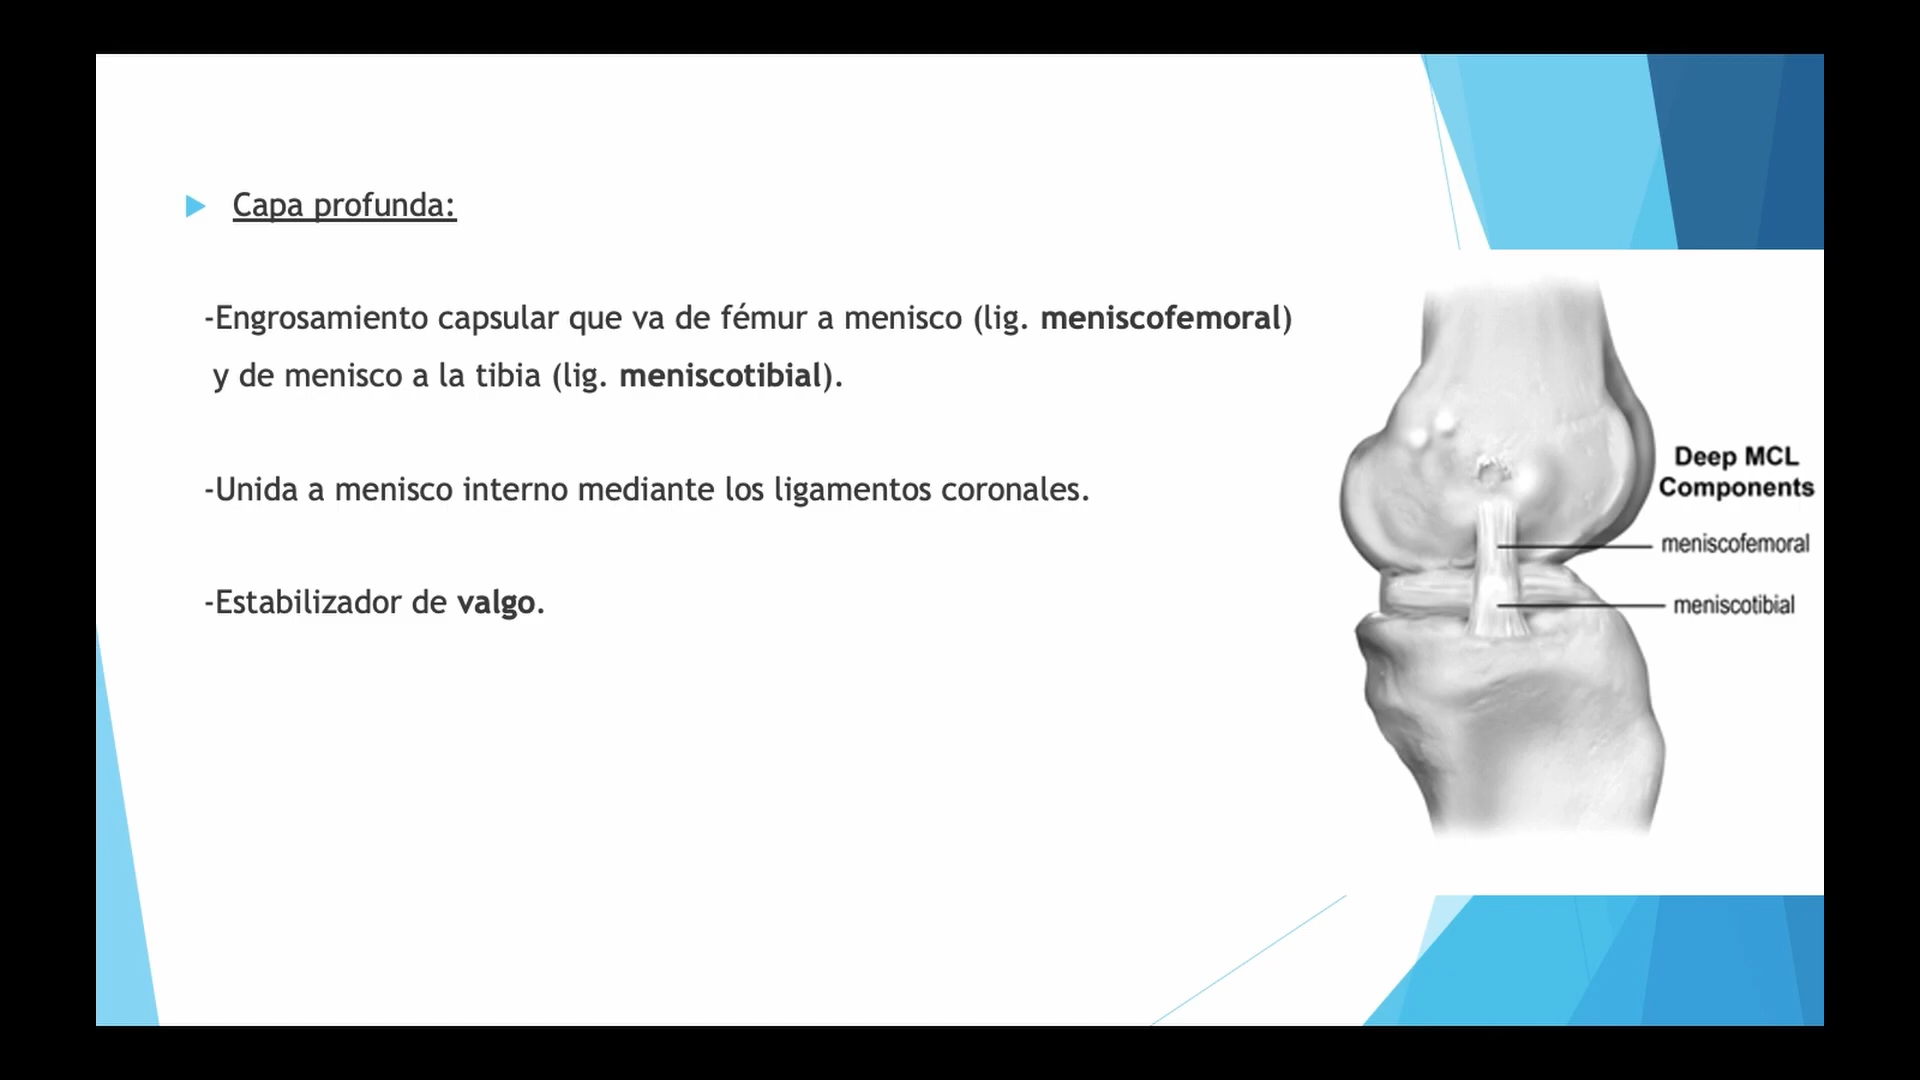 Capa profunda:
-Engrosamiento capsular que va de fémur a menisco (lig. meniscofemoral)
y de menisco a la tibia (lig. meniscotibial).
-Unida a menisco interno mediante los ligamentos coronales.
-Estabilizador de valgo.
Deep MCL
Components
meniscofemoral
meniscotibial